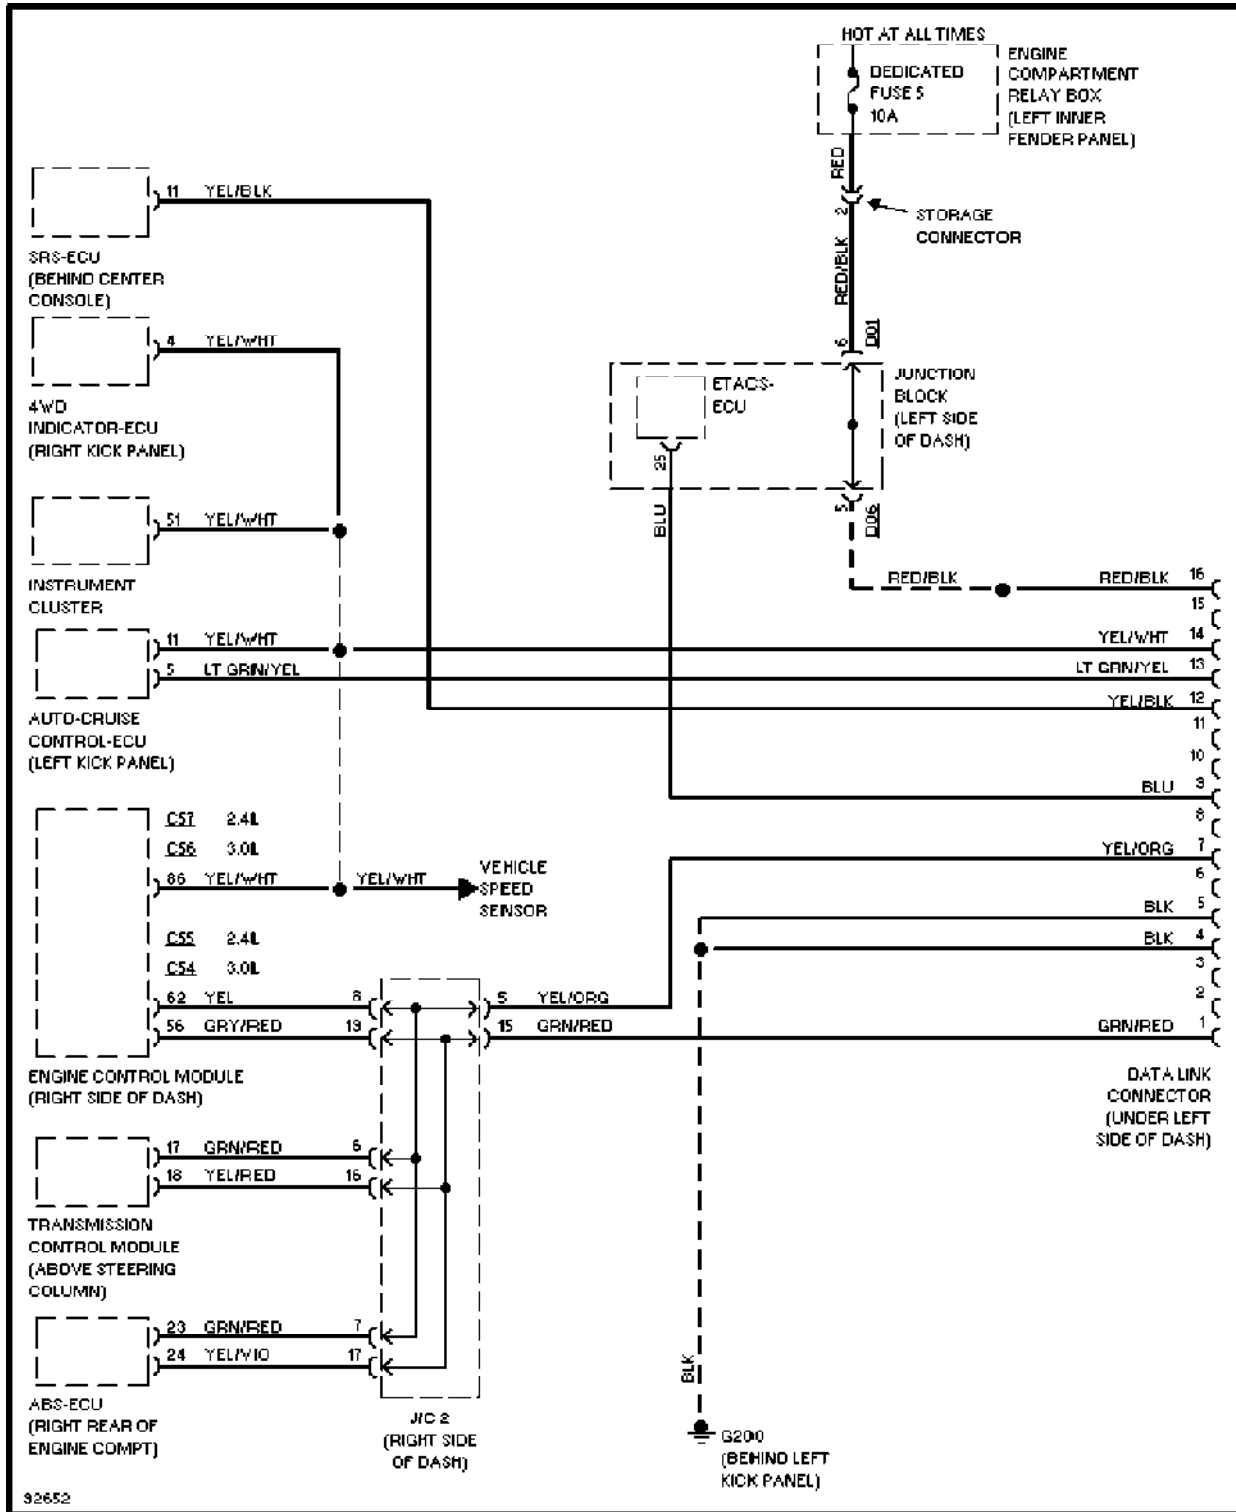 HOT AT ALL TIMES
DEDICATED
FUSE 5
10A
ENGINE
COMPARTMENT
RELAY BOX
(LEFT INNER
FENDER PANEL)
RED
2
STORAGE
CONNECTOR
RED/BLK
6
D01
11 YEL/BLK
SRS-ECU
(BEHIND CENTER
CONSOLE)
4 YEL/WHT
4WD
INDICATOR-ECU
(RIGHT KICK PANEL)
ETACS-
ECU
25
JUNCTION
BLOCK
(LEFT SIDE
OF DASH)
BLU
5
D06
51 YEL/WHT
INSTRUMENT
CLUSTER
RED/BLK
RED/BLK 16
15
11 YEL/WHT
YEL/WHT 14
5 LT GRN/YEL
LT GRN/YEL 13
YEL/BLK 12
11
10
AUTO-CRUISE
CONTROL-ECU
(LEFT KICK PANEL)
BLU 9
8
C57 2.4L
C56 3.0L
YEL/ORG 7
86 YEL/WHT
YEL/WHT
VEHICLE
SPEED
SENSOR
6
BLK 5
BLK 4
3
2
C55 2.4L
C54 3.0L
62 YEL 8
5 YEL/ORG
56 GRY/RED 19
15 GRN/RED
GRN/RED 1
ENGINE CONTROL MODULE
(RIGHT SIDE OF DASH)
DATA LINK
CONNECTOR
(UNDER LEFT
SIDE OF DASH)
17 GRN/RED 6
18 YEL/RED 16
TRANSMISSION
CONTROL MODULE
(ABOVE STEERING
COLUMN)
23 GRN/RED 7
24 YEL/VIO 17
ABS-ECU
(RIGHT REAR OF
ENGINE COMPT)
J/C 2
(RIGHT SIDE
OF DASH)
BLK
G200
(BEHIND LEFT
KICK PANEL)
92652